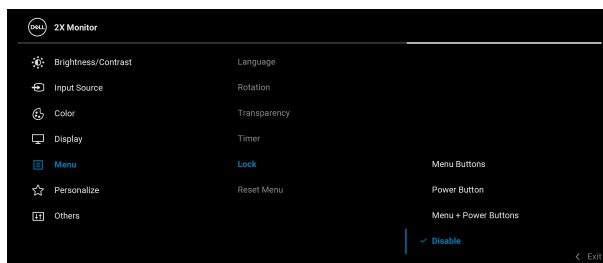 DELL 2X Monitor
Brightness/Contrast Language
Input Source Rotation
Color Transparency
Display Timer
Menu Lock Menu Buttons
Personalize Reset Menu Power Button
Others Menu + Power Buttons
Disable
Exit